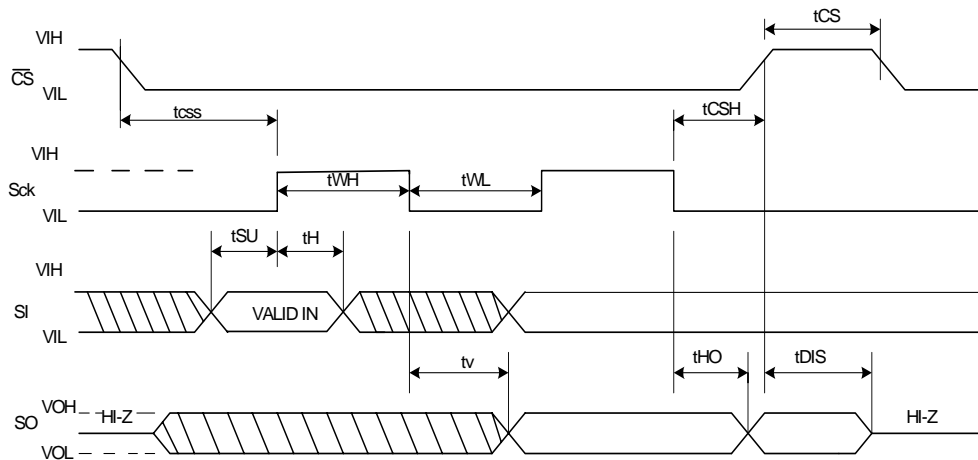 tCS
VIH
CS
VIL
tcss
tCSH
VIH
Sck
tWH
tWL
VIL
tSU
tH
VIH
SI
VALID IN
VIL
tv
tHO
tDIS
VOH
SO
HI-Z
HI-Z
VOL